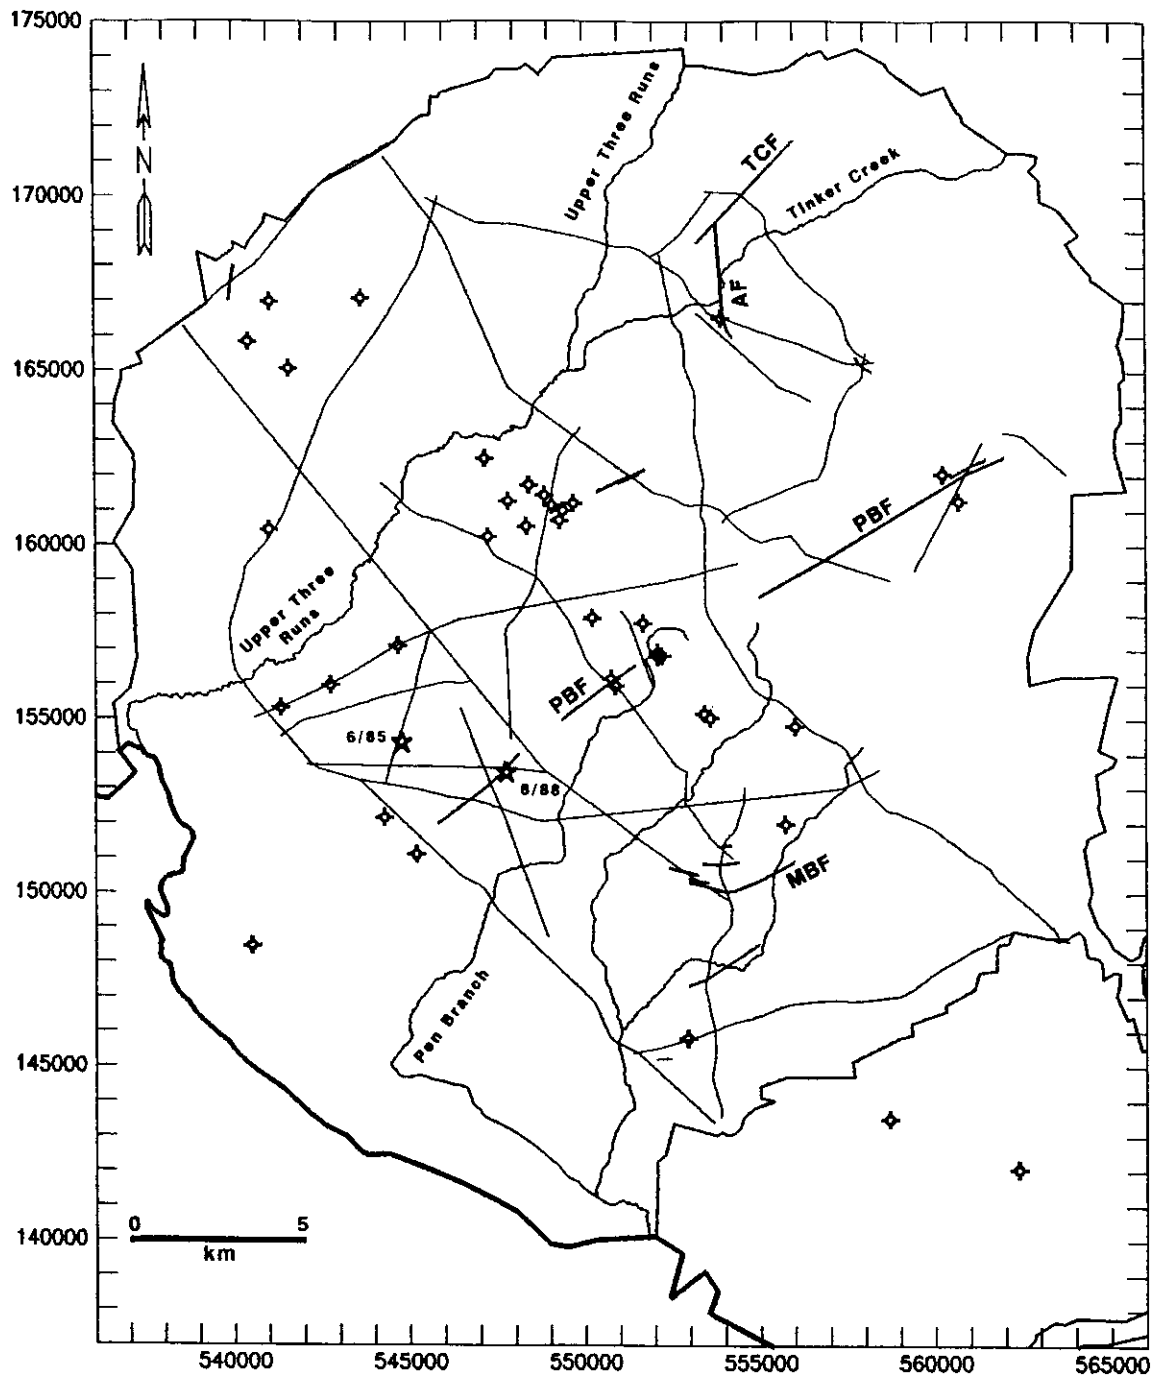 175000
170000
165000
160000
155000
150000
145000
140000
N
Upper Three Runs
TCF
Tinker Creek
AF
PBF
Upper Three
Runs
PBF
6/85
8/88
MBF
Pen Branch
0 5
km
540000 545000 550000 555000 560000 565000